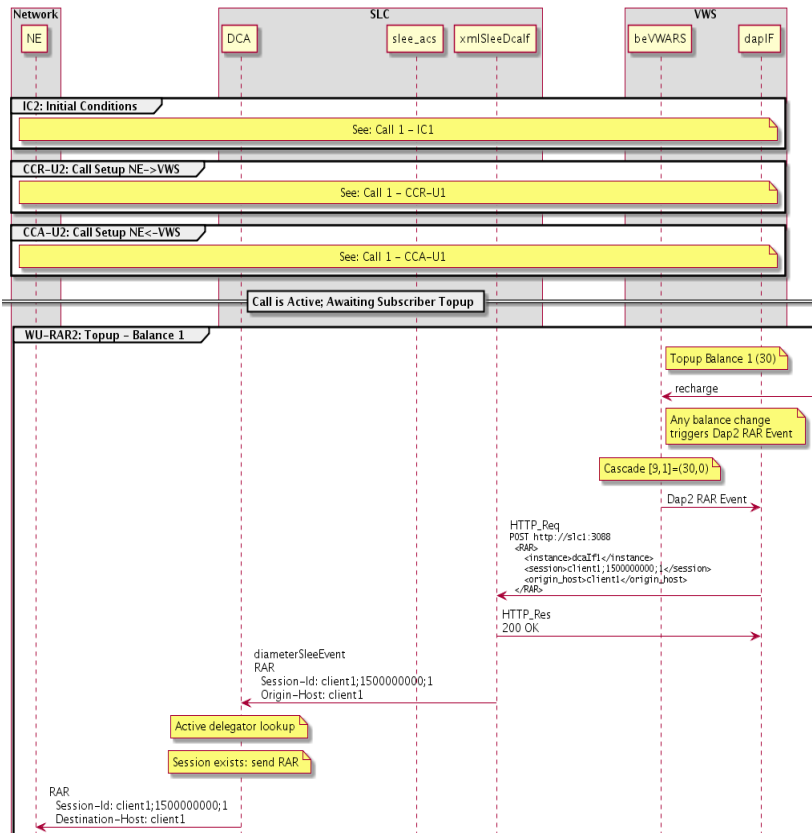 Network
SLC
VWS
NE
DCA
slee_acs
xmlSleeDcaIf
beVWARS
dapIF
IC2: Initial Conditions
See: Call 1 – IC1
CCR–U2: Call Setup NE–>VWS
See: Call 1 – CCR–U1
CCA–U2: Call Setup NE<–VWS
See: Call 1 – CCA–U1
Call is Active; Awaiting Subscriber Topup
WU–RAR2: Topup – Balance 1
Topup Balance 1 (30)
recharge
Any balance change
triggers Dap2 RAR Event
Cascade [9,1]=(30,0)
Dap2 RAR Event
HTTP_Req
POST http://slc1:3088
<RAR>
<instance>dcaIf1</instance>
<session>client1;1500000000;1</session>
<origin_host>client1</origin_host>
</RAR>
HTTP_Res
200 OK
diameterSleeEvent
RAR
Session–Id: client1;1500000000;1
Origin–Host: client1
Active delegator lookup
Session exists: send RAR
RAR
Session–Id: client1;1500000000;1
Destination–Host: client1